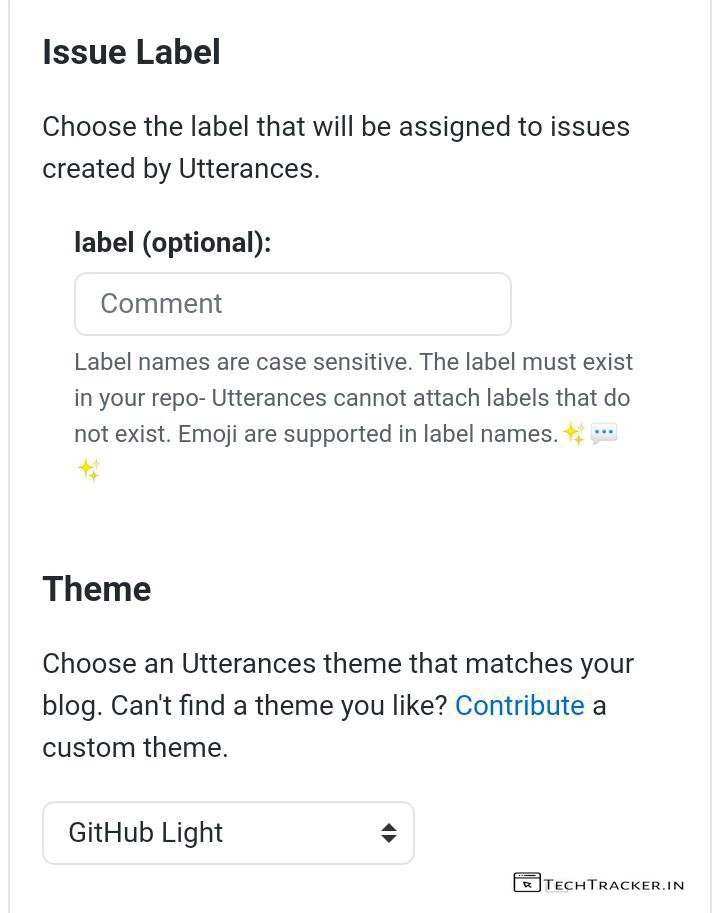 Issue Label
Choose the label that will be assigned to issues
created by Utterances.
label (optional):
Comment
Label names are case sensitive. The label must exist
in your repo- Utterances cannot attach labels that do
not exist. Emoji are supported in label names.✨💬
✨
Theme
Choose an Utterances theme that matches your
blog. Can't find a theme you like? Contribute a
custom theme.
GitHub Light
TECHTRACKER.IN